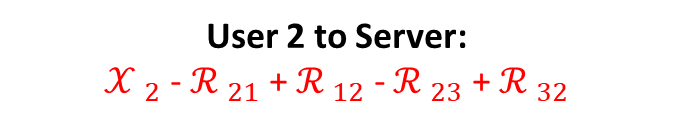 User 2 to Server:
𝒳 2 - ℛ 21 + ℛ 12 - ℛ 23 + ℛ 32